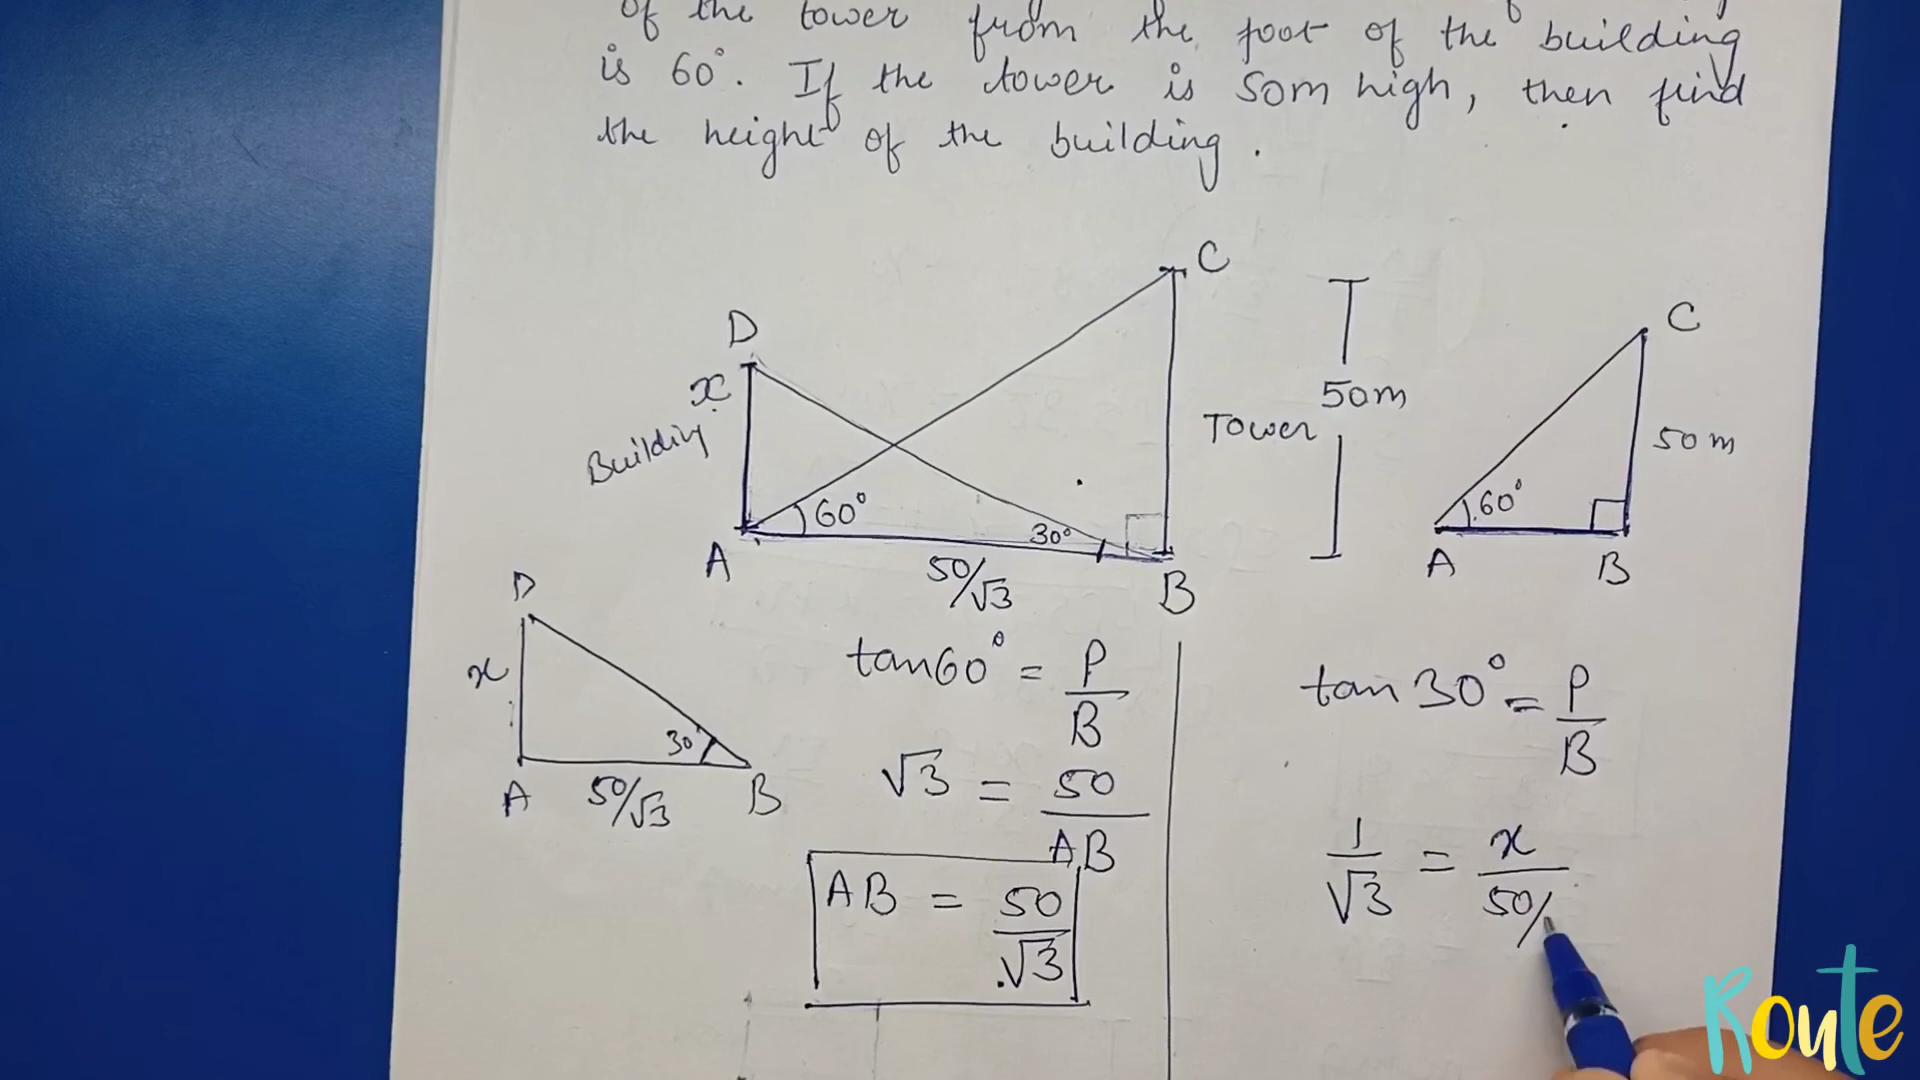 of the tower from the foot of the building
is 60°. If the tower is 50m high, then find
the height of the building.
C
D
x
Building
Tower
50m
60°
30°
A
50/√3
B
C
50m
60°
A
B
D
x
30
A
50/√3
B
tan60° = P/B
√3 = 50/AB
AB = 50/√3
tan 30° = P/B
1/√3 = x/50/
Route